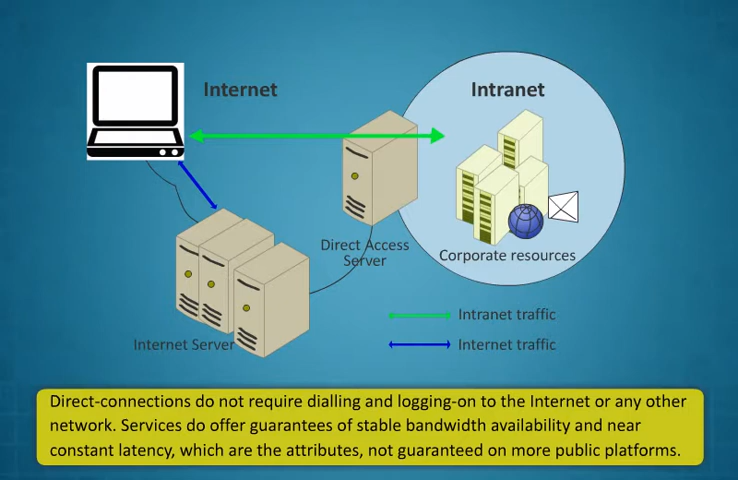 Internet
Intranet
Direct Access
Server
Corporate resources
Intranet traffic
Internet Server
Internet traffic
Direct-connections do not require dialling and logging-on to the Internet or any other
network. Services do offer guarantees of stable bandwidth availability and near
constant latency, which are the attributes, not guaranteed on more public platforms.